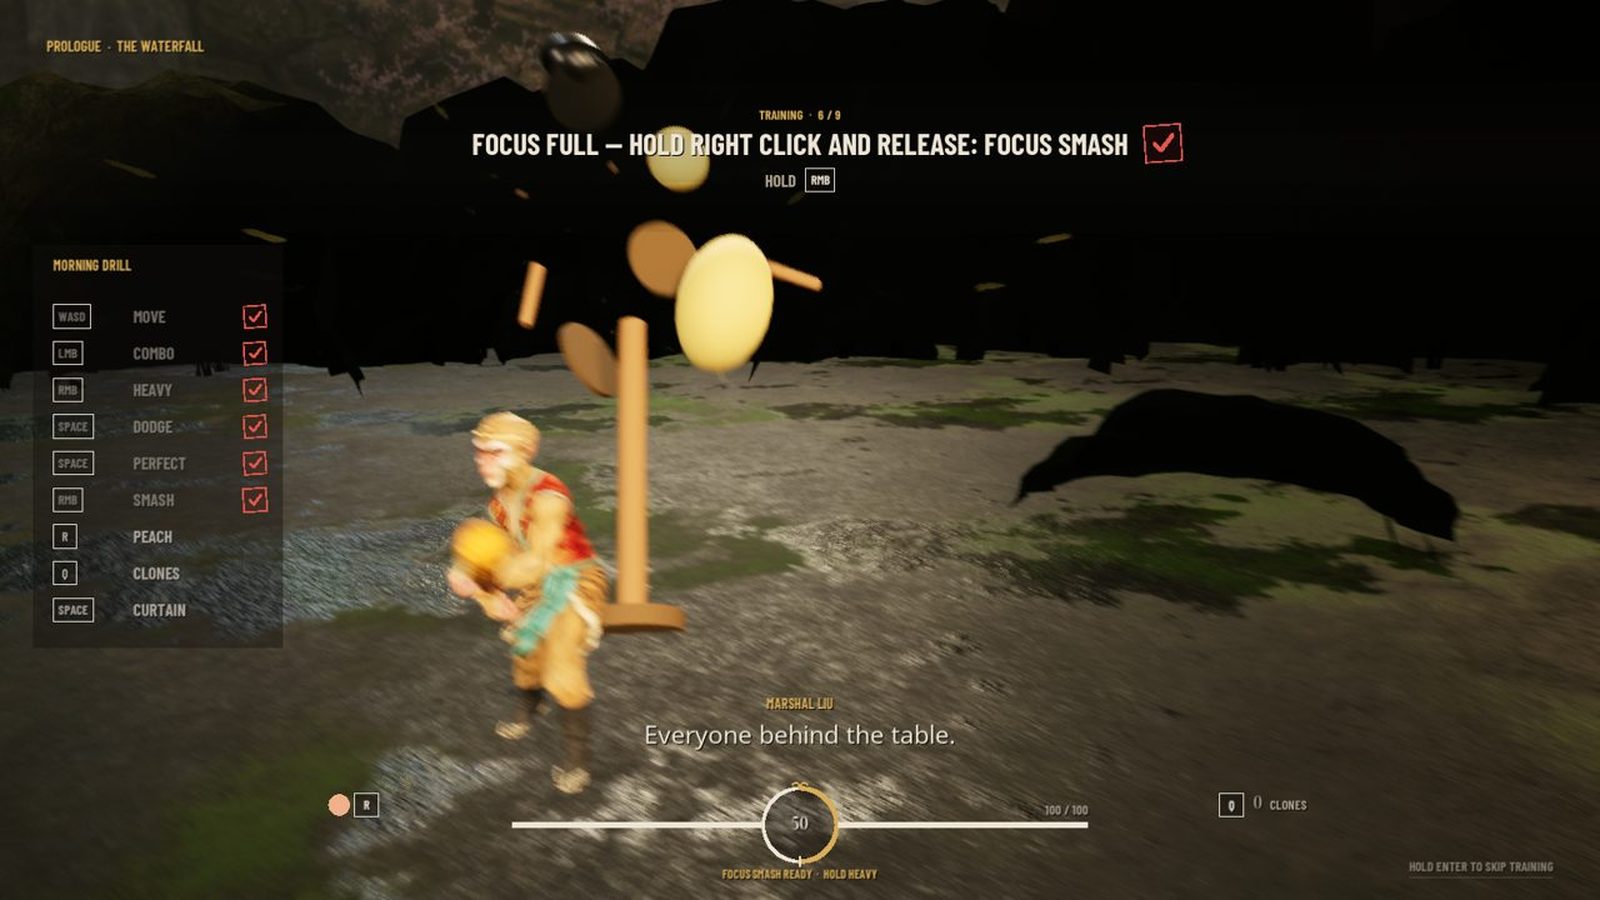 PROLOGUE · THE WATERFALL
TRAINING · 6 / 9
FOCUS FULL — HOLD RIGHT CLICK AND RELEASE: FOCUS SMASH
HOLD RMB
MORNING DRILL
WASD MOVE
LMB COMBO
RMB HEAVY
SPACE DODGE
SPACE PERFECT
RMB SMASH
R PEACH
Q CLONES
SPACE CURTAIN
MARSHAL LIU
Everyone behind the table.
R
50
100 / 100
Q 0 CLONES
FOCUS SMASH READY · HOLD HEAVY
HOLD ENTER TO SKIP TRAINING